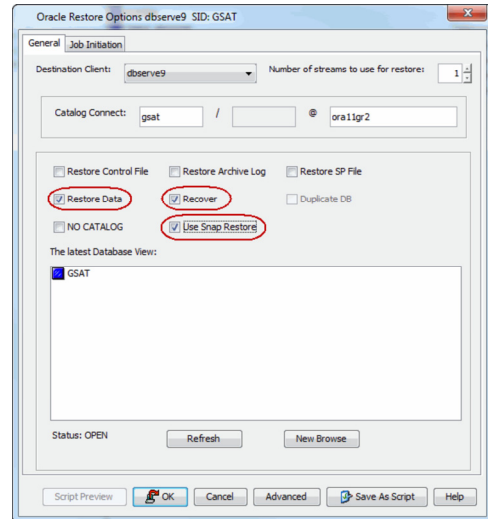 Oracle Restore Options dbserve9 SID: GSAT
General Job Initiation
Destination Client: dbserve9 Number of streams to use for restore: 1
Catalog Connect: gsat / @ ora11gr2
Restore Control File Restore Archive Log Restore SP File
Restore Data Recover Duplicate DB
NO CATALOG Use Snap Restore
The latest Database View:
GSAT
Status: OPEN Refresh New Browse
Script Preview OK Cancel Advanced Save As Script Help